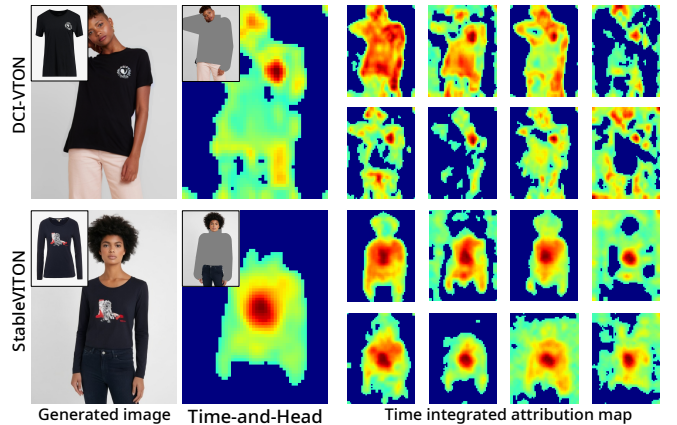 DCI-VTON
StableVITON
Generated image
Time-and-Head
Time integrated attribution map